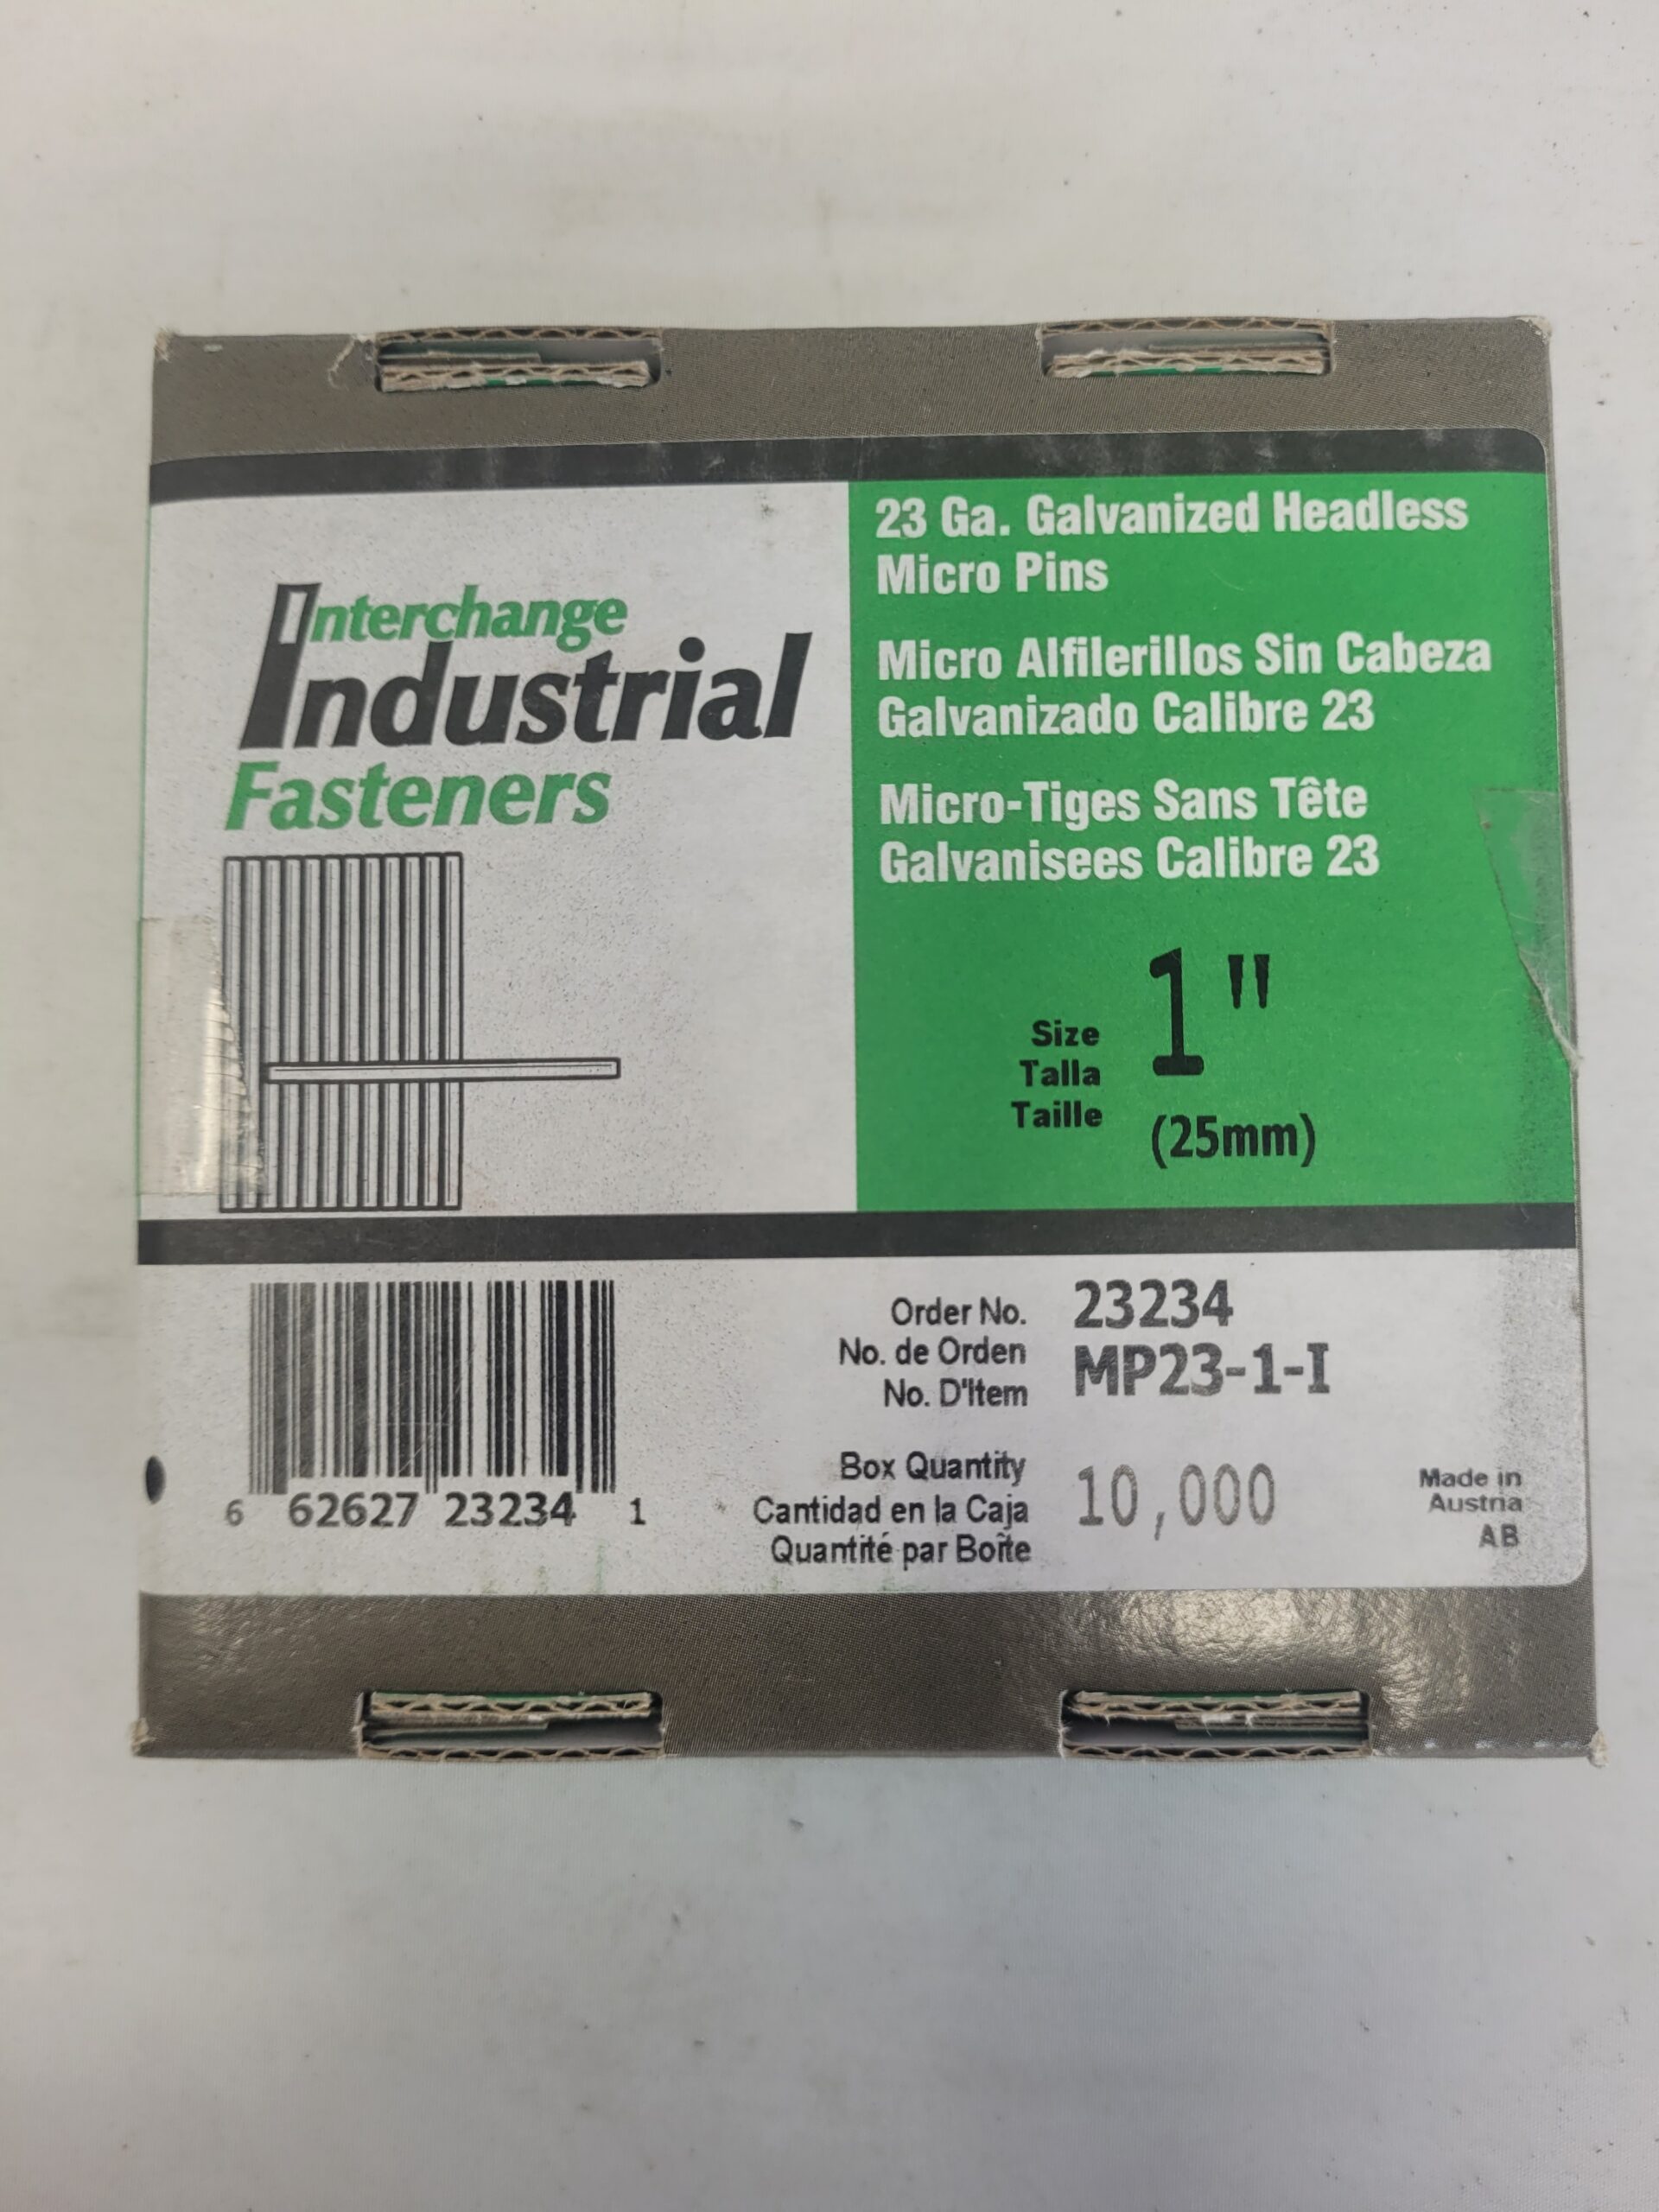 Interchange
Industrial
Fasteners
23 Ga. Galvanized Headless
Micro Pins
Micro Alfilerillos Sin Cabeza
Galvanizado Calibre 23
Micro-Tiges Sans Tête
Galvanisees Calibre 23
Size
Talla
Taille
1"
(25mm)
6 62627 23234 1
Order No.
No. de Orden
No. D'Item
23234
MP23-1-I
Box Quantity
Cantidad en la Caja
Quantité par Boîte
10,000
Made in
Austria
AB